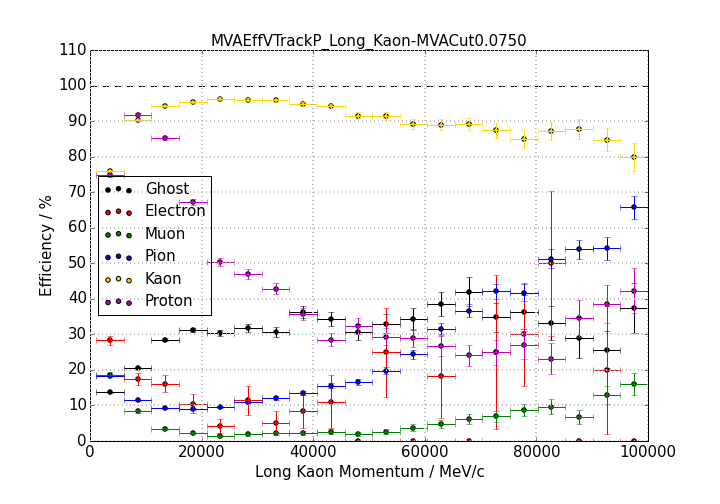 MVAEffVTrackP_Long_Kaon-MVACut0.0750
110
100
90
80
70
60
50
40
30
20
10
0
Efficiency / %
Ghost
Electron
Muon
Pion
Kaon
Proton
0 20000 40000 60000 80000 100000
Long Kaon Momentum / MeV/c